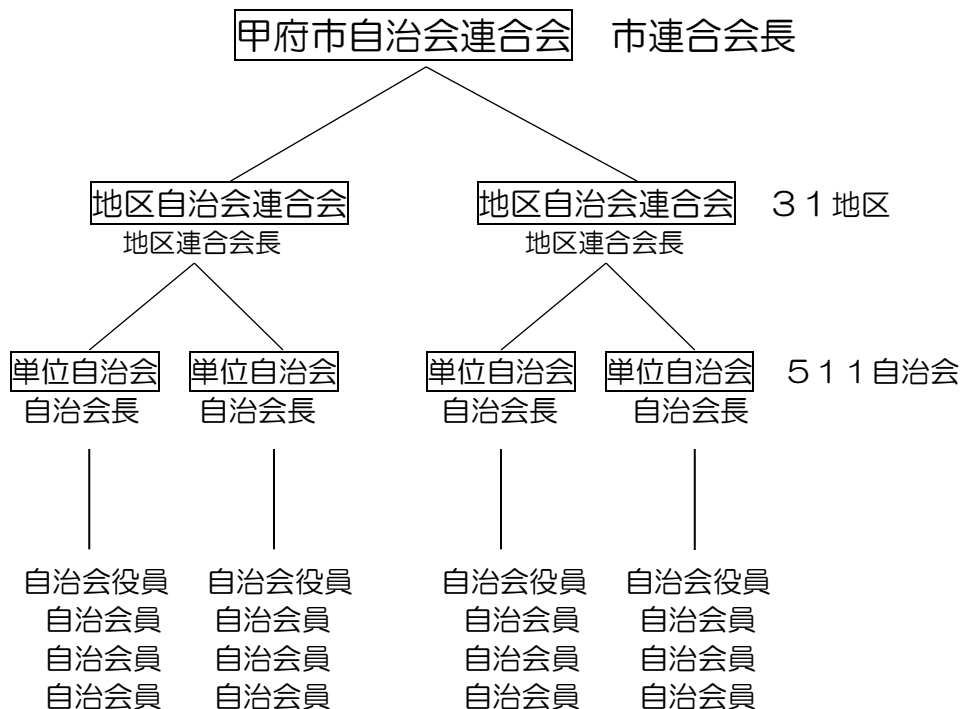 甲府市自治会連合会 市連合会長
地区自治会連合会 地区自治会連合会 31地区
地区連合会長 地区連合会長
単位自治会 単位自治会 単位自治会 単位自治会 511自治会
自治会長 自治会長 自治会長 自治会長
自治会役員 自治会役員 自治会役員 自治会役員
自治会員 自治会員 自治会員 自治会員
自治会員 自治会員 自治会員 自治会員
自治会員 自治会員 自治会員 自治会員